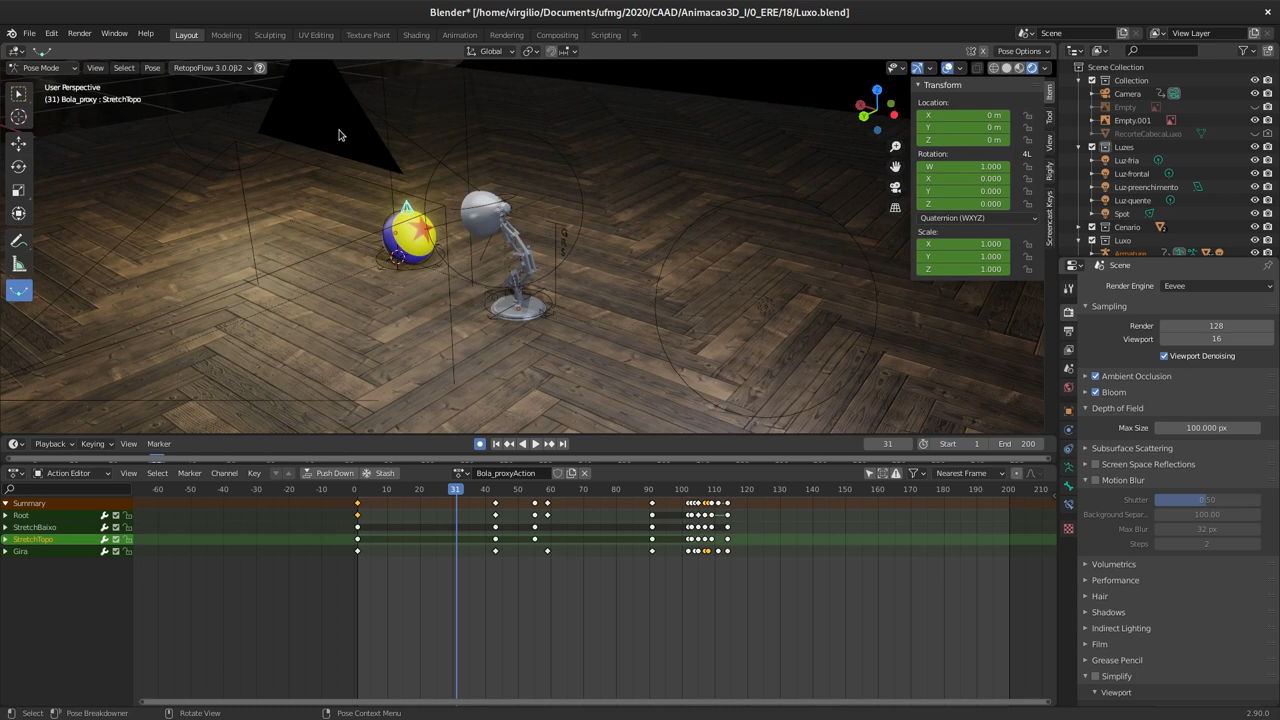 Blender* [/home/virgilio/Documents/ufmg/2020/CAAD/Animacao3D_I/0_ERE/18/Luxo.blend]
File Edit Render Window Help Layout Modeling Sculpting UV Editing Texture Paint Shading Animation Rendering Compositing Scripting + Scene View Layer
Global Pose Options
Pose Mode View Select Pose RetopoFlow 3.0.0β2
User Perspective
(31) Bola_proxy : StretchTopo
Transform
Location:
X 0 m
Y 0 m
Z 0 m
Rotation: 4L
W 1.000
X 0.000
Y 0.000
Z 0.000
Quaternion (WXYZ)
Scale:
X 1.000
Y 1.000
Z 1.000
Item
Tool
View
Rigify
Screencast Keys
Scene Collection
Collection
Camera
Empty
Empty.001
RecorteCabecaLuxo
Luzes
Luz-fria
Luz-frontal
Luz-preenchimento
Luz-quente
Spot
Cenario
Luxo
Armature
Scene
Render Engine Eevee
Sampling
Render 128
Viewport 16
Viewport Denoising
Ambient Occlusion
Bloom
Depth of Field
Max Size 100.000 px
Subsurface Scattering
Screen Space Reflections
Motion Blur
Shutter 0.50
Background Separ... 100.00
Max Blur 32 px
Steps 2
Volumetrics
Performance
Hair
Shadows
Indirect Lighting
Film
Grease Pencil
Simplify
Viewport
Playback Keying View Marker 31 Start 1 End 200
Action Editor View Select Marker Channel Key Push Down Stash Bola_proxyAction Nearest Frame
-60 -50 -40 -30 -20 -10 0 10 20 31 40 50 60 70 80 90 100 110 120 130 140 150 160 170 180 190 200 210
Summary
Root
StretchBaixo
StretchTopo
Gira
Select Pose Breakdowner Rotate View Pose Context Menu 2.90.0